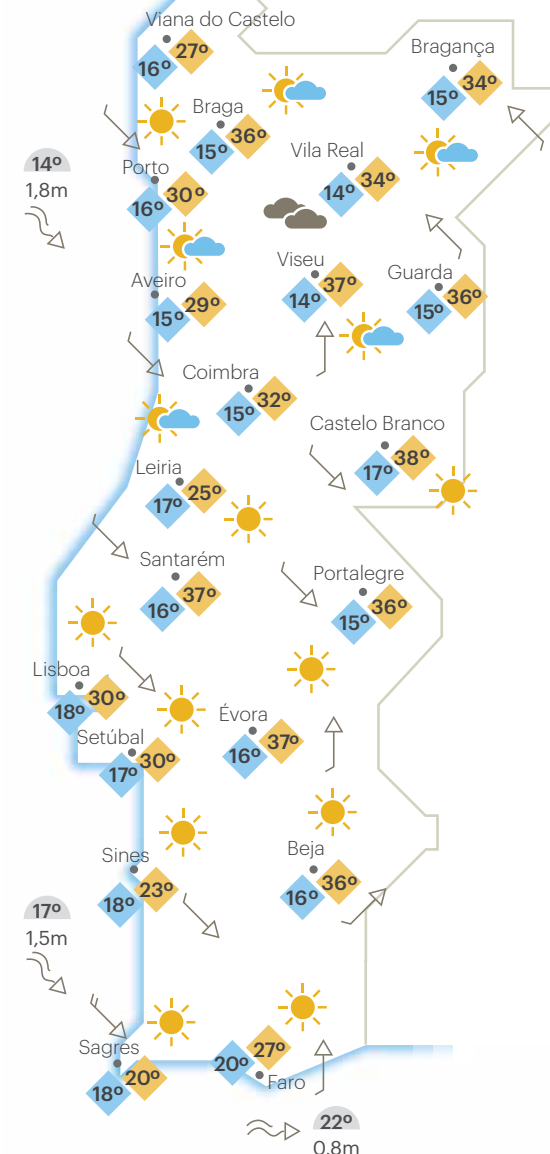 Viana do Castelo
27º
16º
Bragança
34º
15º
Braga
36º
15º
Vila Real
34º
14º
14º
1,8m
Porto
30º
16º
Viseu
37º
14º
Guarda
36º
15º
Aveiro
29º
15º
Coimbra
32º
15º
Castelo Branco
38º
17º
Leiria
25º
17º
Santarém
37º
16º
Portalegre
36º
15º
Lisboa
30º
18º
Setúbal
30º
17º
Évora
37º
16º
Sines
23º
18º
Beja
36º
16º
17º
1,5m
Sagres
20º
18º
27º
20º
Faro
22º
0,8m